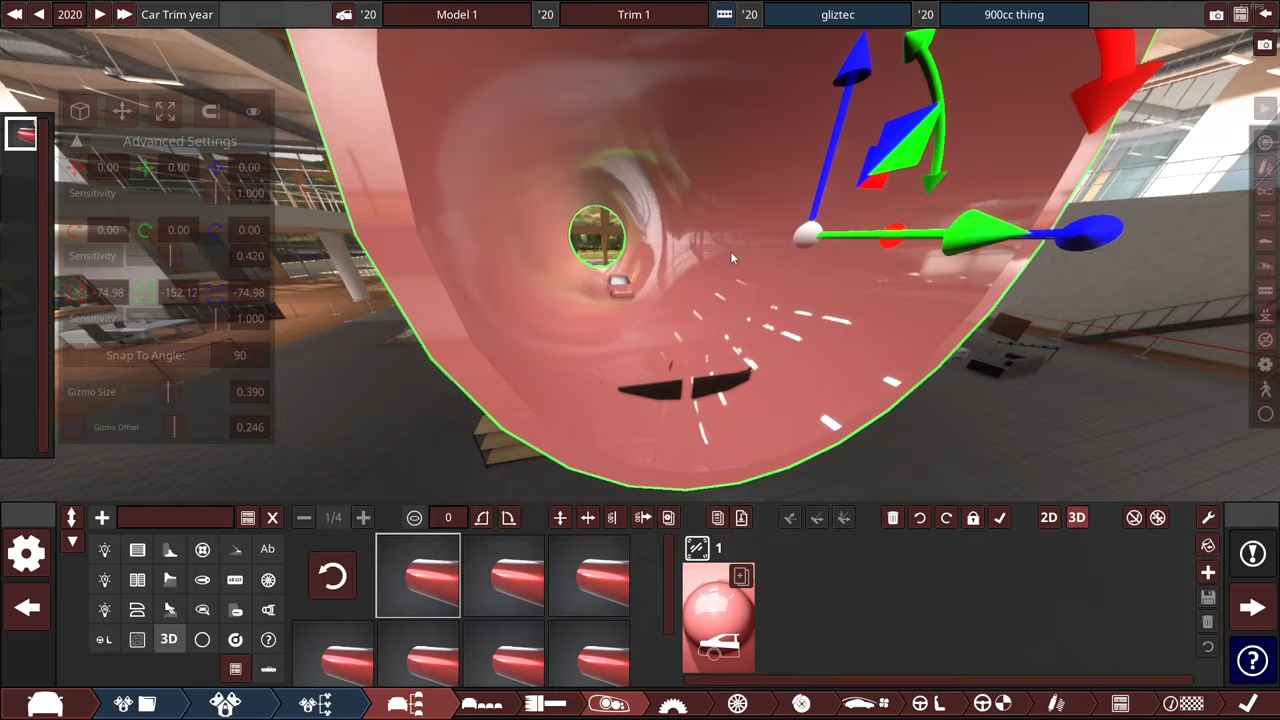 2020 Car Trim year '20 Model 1 '20 Trim 1 '20 gliztec '20 900cc thing
Advanced Settings
0.00 0.00 0.00
Sensitivity 1.000
0.00 0.00 0.00
Sensitivity 0.420
-74.98 -152.12 -74.98
Sensitivity 1.000
Snap To Angle: 90
Gizmo Size 0.390
Gizmo Offset 0.246
1/4 0 2D 3D
Ab
1
L 3D ?
?